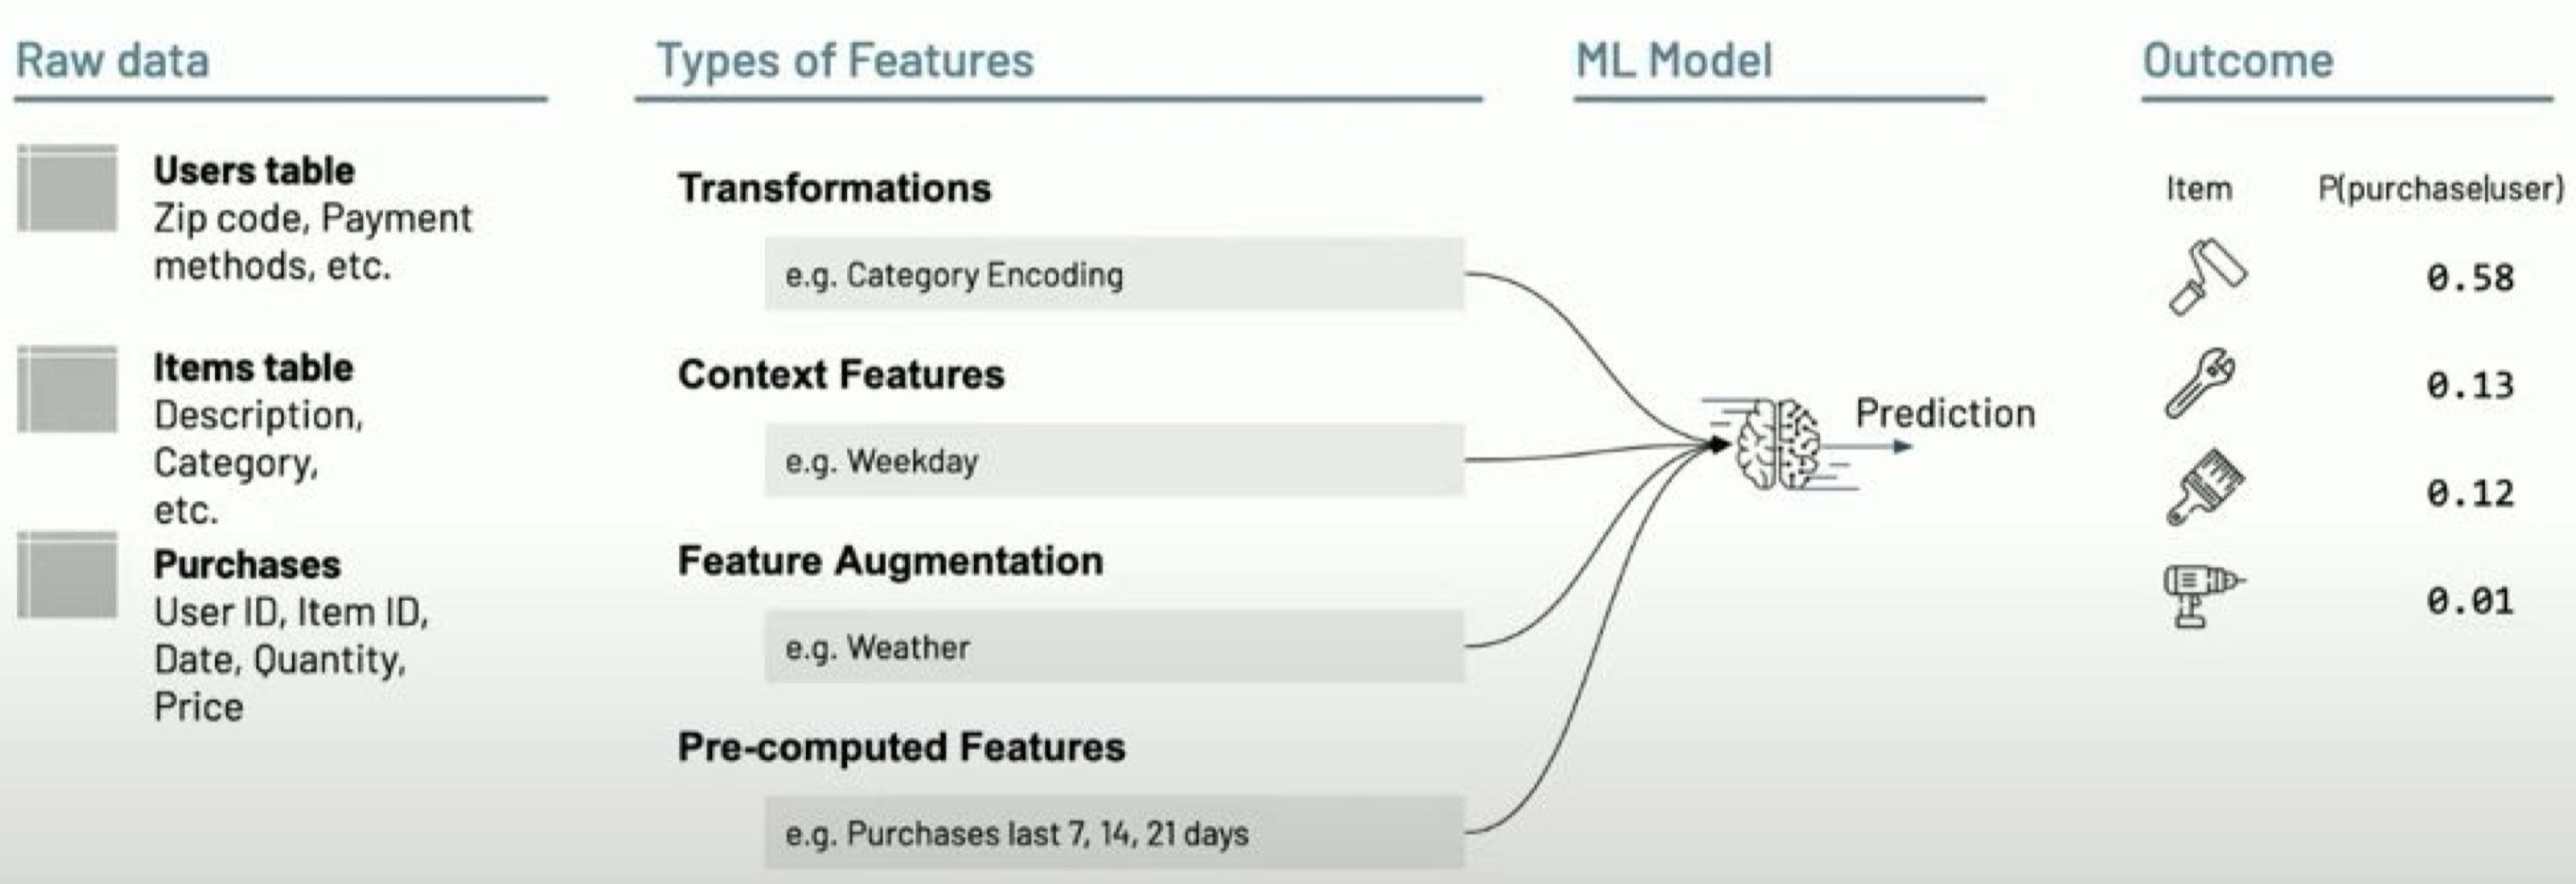 Raw data
Users table
Zip code, Payment
methods, etc.
Items table
Description,
Category,
etc.
Purchases
User ID, Item ID,
Date, Quantity,
Price
Types of Features
Transformations
e.g. Category Encoding
Context Features
e.g. Weekday
Feature Augmentation
e.g. Weather
Pre-computed Features
e.g. Purchases last 7, 14, 21 days
ML Model
Prediction
Outcome
Item P(purchase|user)
0.58
0.13
0.12
0.01